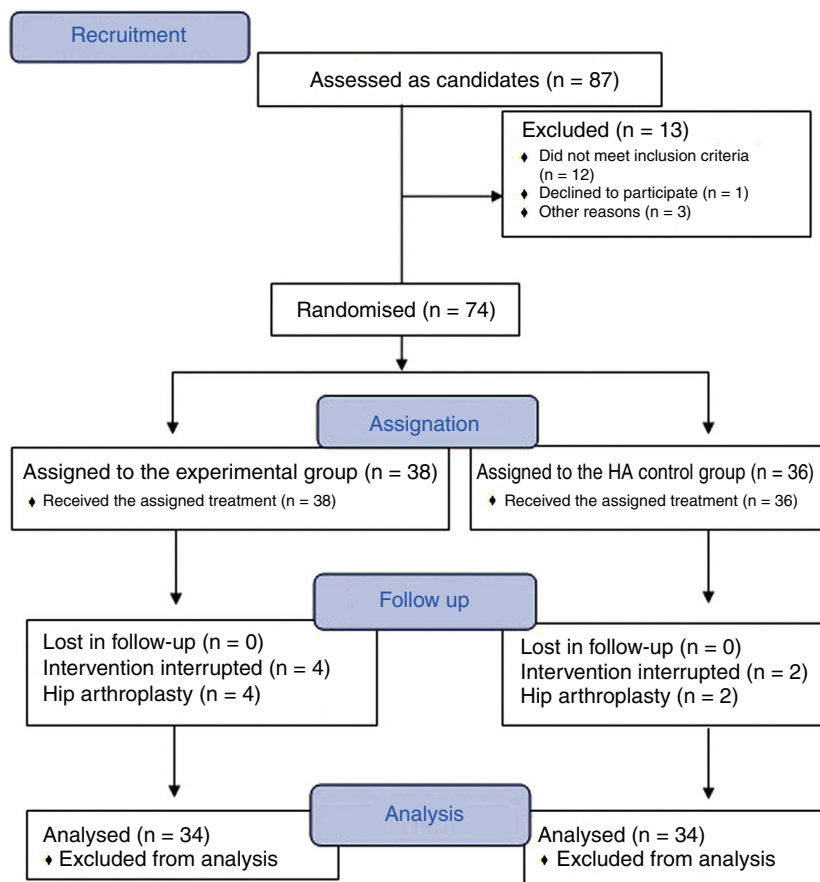 Recruitment
Assessed as candidates (n = 87)
Excluded (n = 13)
♦ Did not meet inclusion criteria
(n = 12)
♦ Declined to participate (n = 1)
♦ Other reasons (n = 3)
Randomised (n = 74)
Assignation
Assigned to the experimental group (n = 38)
♦ Received the assigned treatment (n = 38)
Assigned to the HA control group (n = 36)
♦ Received the assigned treatment (n = 36)
Follow up
Lost in follow-up (n = 0)
Intervention interrupted (n = 4)
Hip arthroplasty (n = 4)
Lost in follow-up (n = 0)
Intervention interrupted (n = 2)
Hip arthroplasty (n = 2)
Analysis
Analysed (n = 34)
♦ Excluded from analysis
Analysed (n = 34)
♦ Excluded from analysis